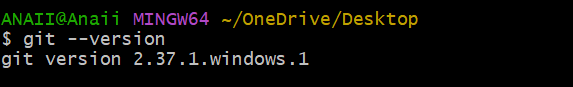 ANAII@Anaii MINGW64 ~/OneDrive/Desktop
$ git --version
git version 2.37.1.windows.1